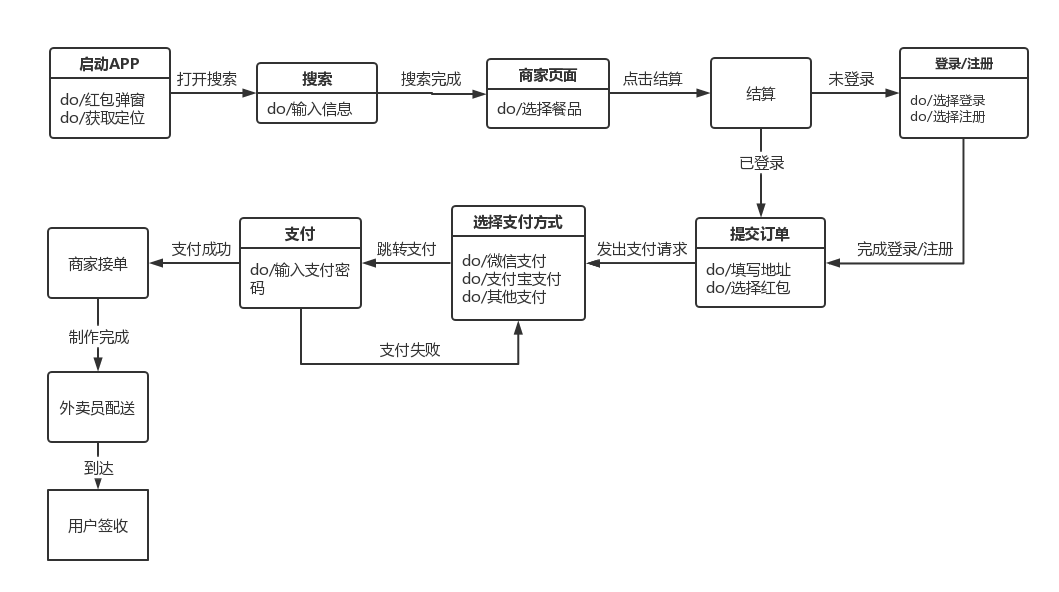 启动APP
do/红包弹窗
do/获取定位
打开搜索
搜索
do/输入信息
搜索完成
商家页面
do/选择餐品
点击结算
结算
未登录
登录/注册
do/选择登录
do/选择注册
已登录
完成登录/注册
提交订单
do/填写地址
do/选择红包
发出支付请求
选择支付方式
do/微信支付
do/支付宝支付
do/其他支付
跳转支付
支付
do/输入支付密
码
支付失败
支付成功
商家接单
制作完成
外卖员配送
到达
用户签收